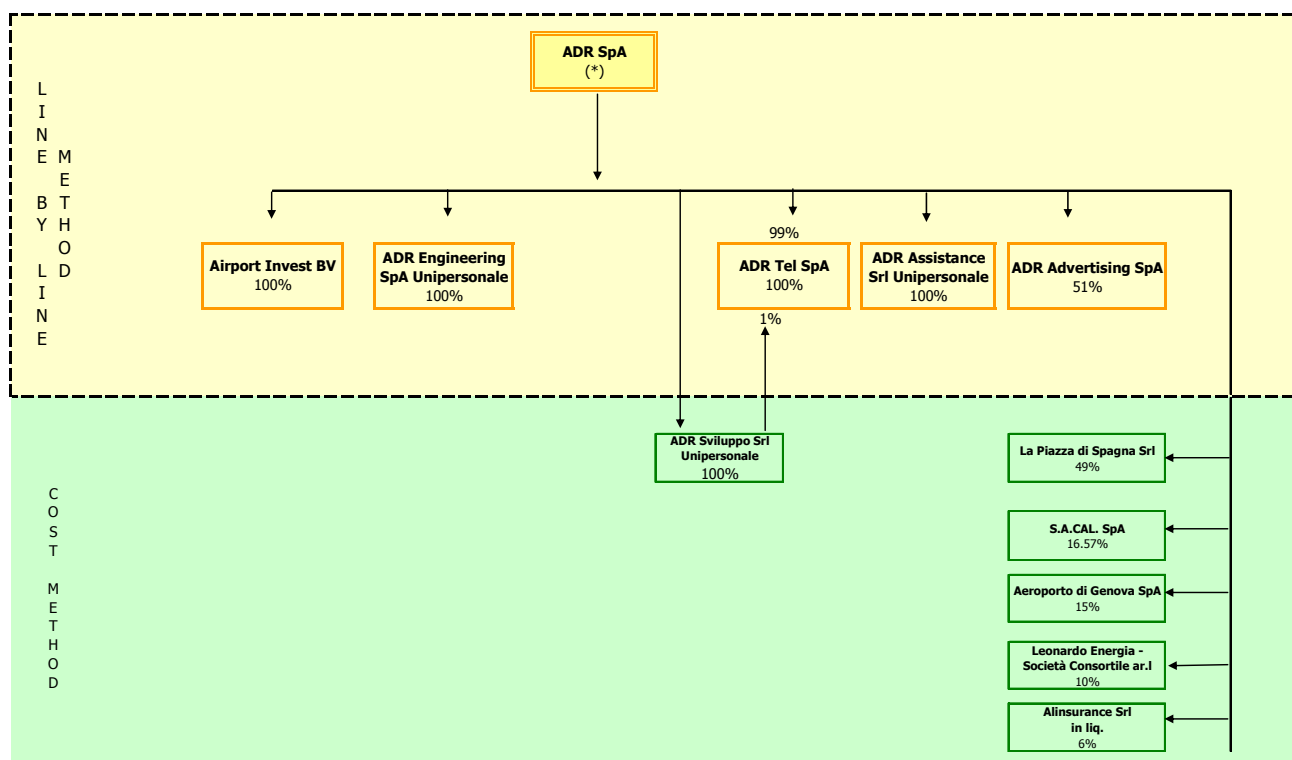 ADR SpA
(*)
LINE BY LINE
METHOD
99%
Airport Invest BV
100%
ADR Engineering
SpA Unipersonale
100%
ADR Tel SpA
100%
ADR Assistance
Srl Unipersonale
100%
ADR Advertising SpA
51%
1%
COST METHOD
ADR Sviluppo Srl
Unipersonale
100%
La Piazza di Spagna Srl
49%
S.A.CAL. SpA
16.57%
Aeroporto di Genova SpA
15%
Leonardo Energia -
Società Consortile ar.l
10%
Alinsurance Srl
in liq.
6%